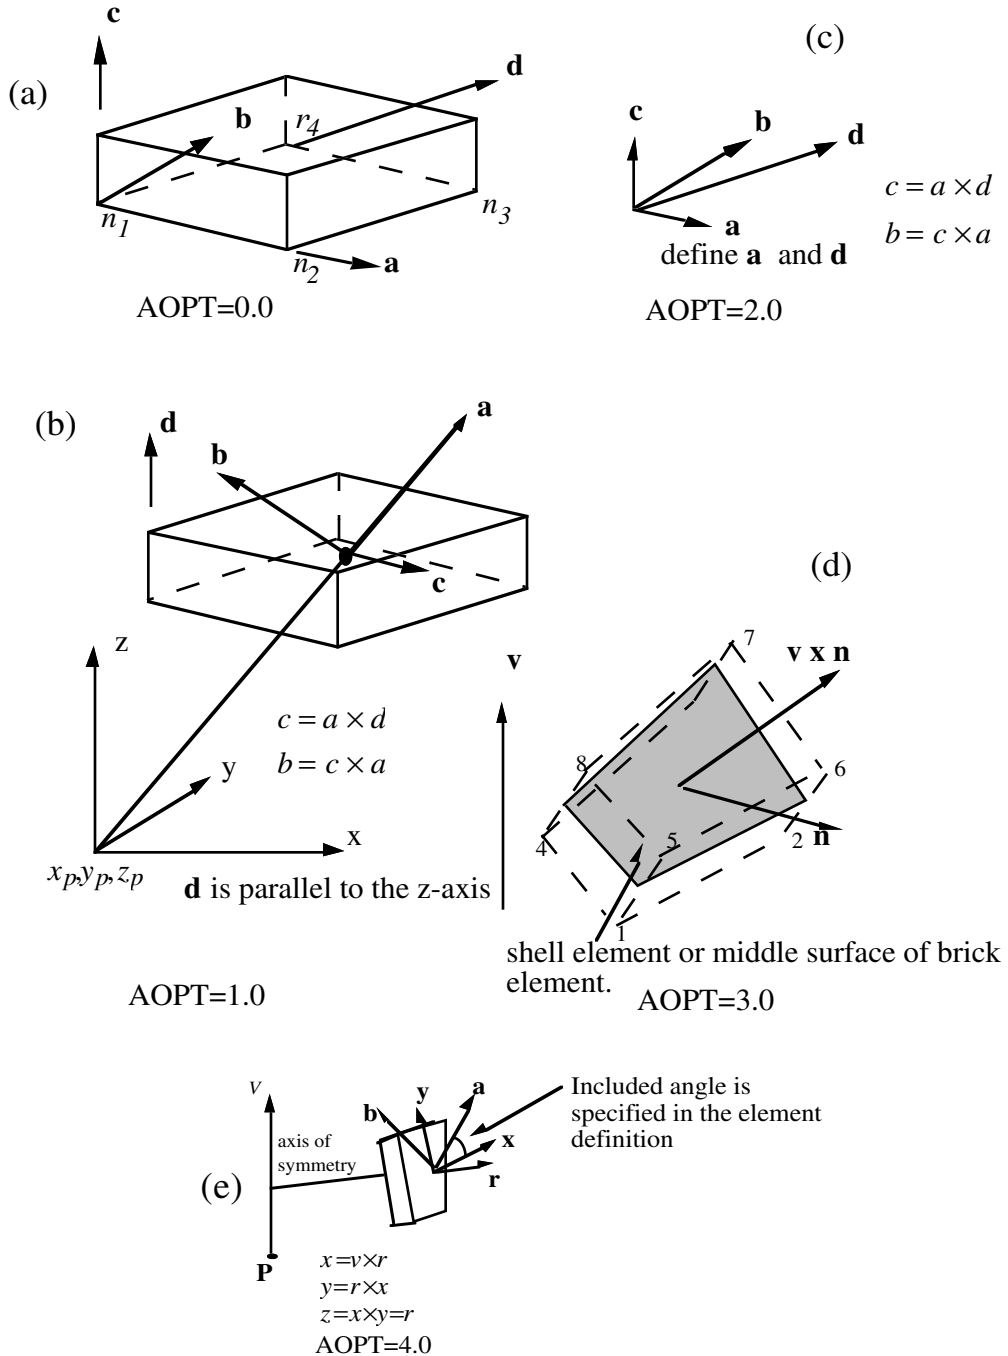 (a)
c
b
r4
d
n1
n2
n3
a
AOPT=0.0
(c)
c
b
d
a
c = a × d
b = c × a
define a and d
AOPT=2.0
(b)
d
b
a
c
z
y
x
xp,yp,zp
c = a × d
b = c × a
d is parallel to the z-axis
AOPT=1.0
(d)
v
v x n
n
7
8
6
5
2
4
1
shell element or middle surface of brick
element.
AOPT=3.0
(e)
V
axis of
symmetry
P
b
y
a
x
r
Included angle is
specified in the element
definition
x=v×r
y=r×x
z=x×y=r
AOPT=4.0